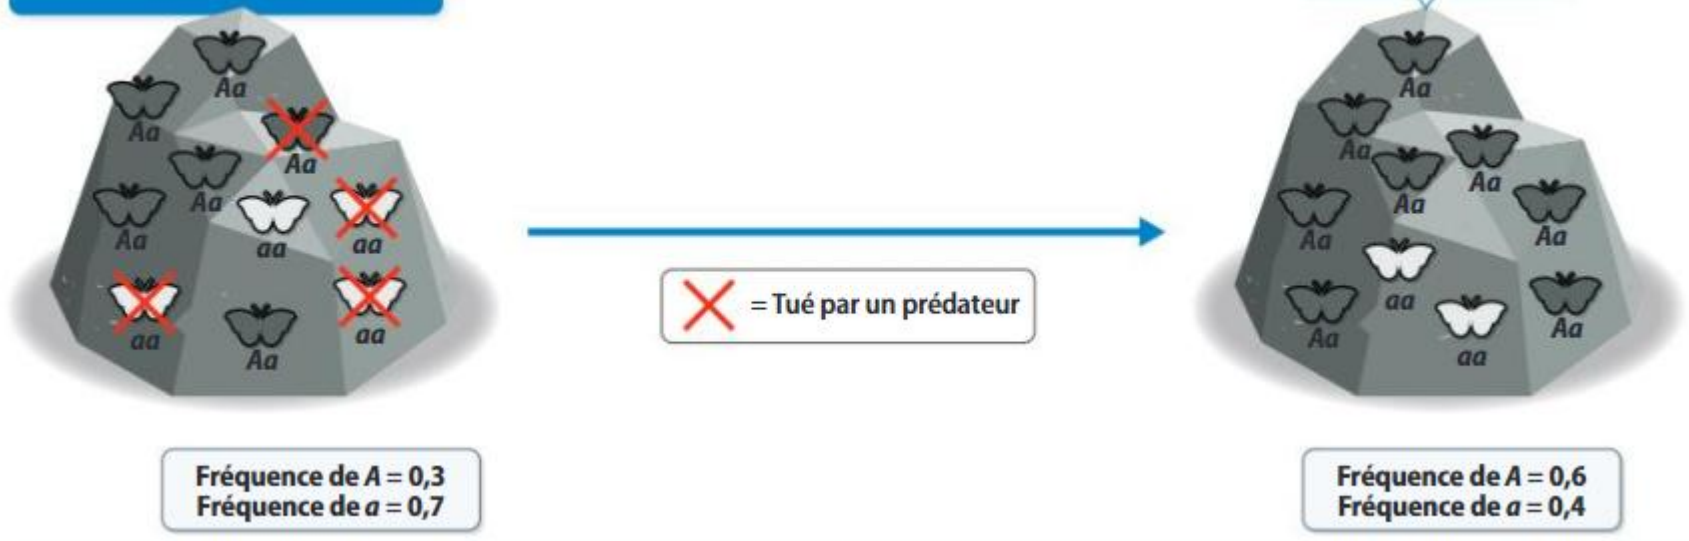 Aa
Aa
Aa
Aa
Aa
aa
aa
aa
aa
Aa
= Tué par un prédateur
Fréquence de A = 0,3
Fréquence de a = 0,7
Aa
Aa
Aa
Aa
Aa
Aa
aa
Aa
Aa
aa
Fréquence de A = 0,6
Fréquence de a = 0,4